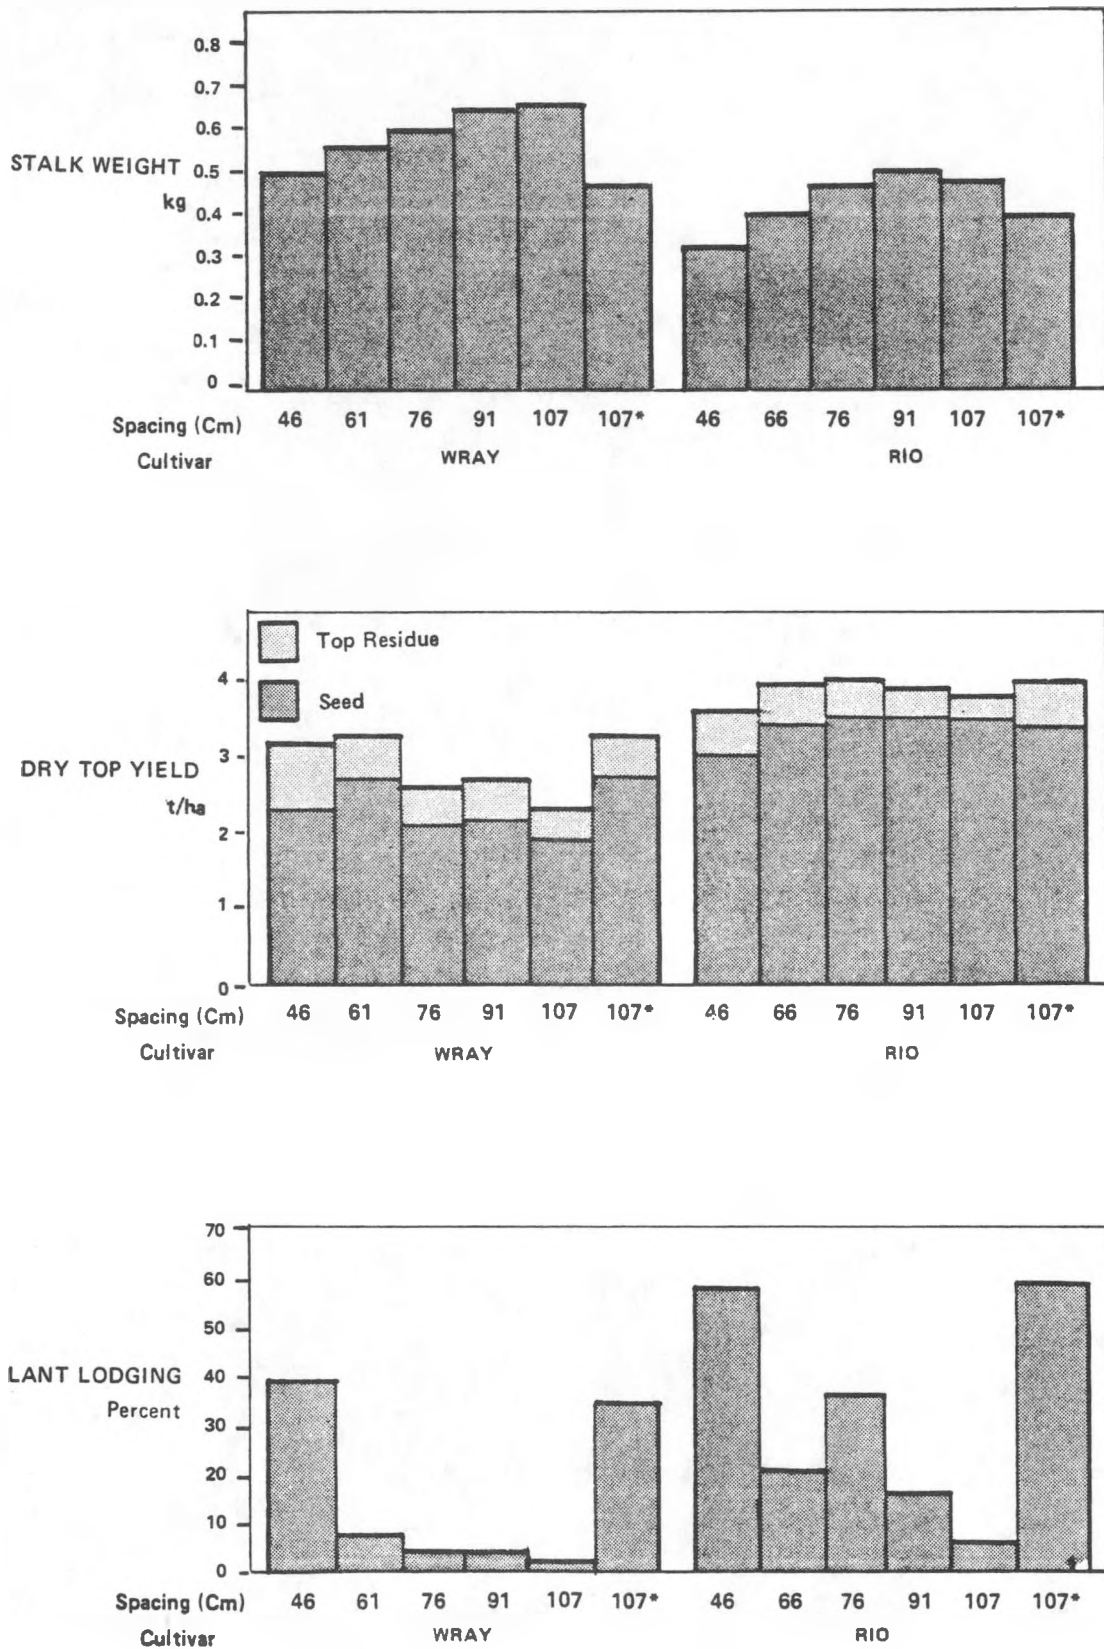 0.8
0.7
0.6
STALK WEIGHT 0.5
kg
0.4
0.3
0.2
0.1
0
Spacing (Cm) 46 61 76 91 107 107* 46 66 76 91 107 107*
Cultivar WRAY RIO
Top Residue
4
Seed
3
DRY TOP YIELD
t/ha
2
1
0
Spacing (Cm) 46 61 76 91 107 107* 46 66 76 91 107 107*
Cultivar WRAY RIO
70
60
50
LANT LODGING 40
Percent 30
20
10
0
Spacing (Cm) 46 61 76 91 107 107* 46 66 76 91 107 107*
Cultivar WRAY RIO